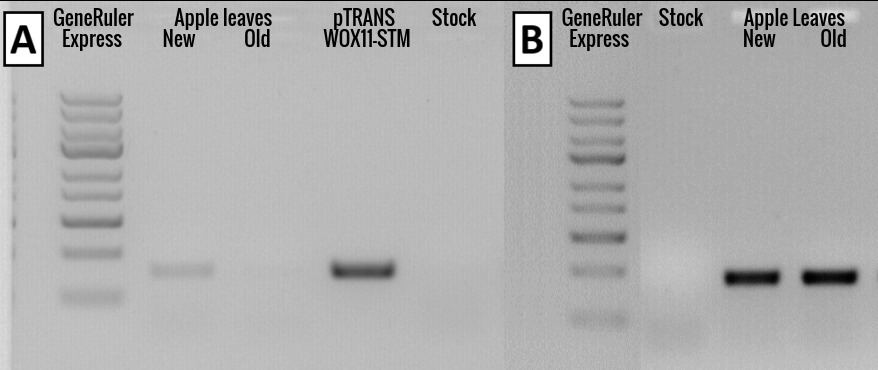 A
GeneRuler
Express
Apple leaves
New Old
pTRANS
WOX11-STM
Stock
B
GeneRuler
Express
Stock
Apple Leaves
New Old